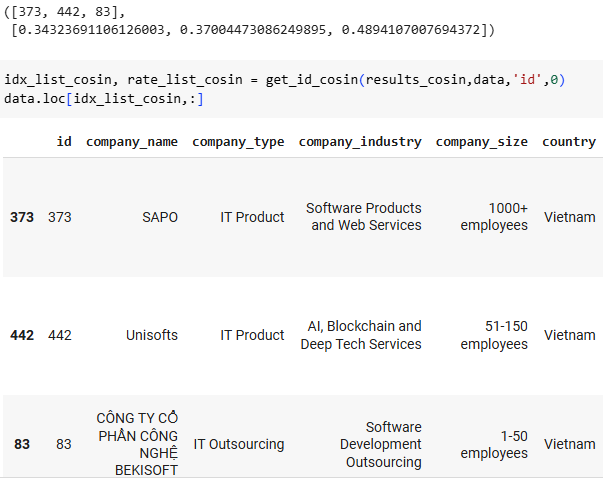 ([373, 442, 83],
[0.34323691106126003, 0.37004473086249895, 0.4894107007694372])
idx_list_cosin, rate_list_cosin = get_id_cosin(results_cosin,data,'id',0)
data.loc[idx_list_cosin,:]
id company_name company_type company_industry company_size country
373 373 SAPO IT Product Software Products and Web Services 1000+ employees Vietnam
442 442 Unisofts IT Product AI, Blockchain and Deep Tech Services 51-150 employees Vietnam
83 83 CÔNG TY CỔ PHẦN CÔNG NGHỆ BEKISOFT IT Outsourcing Software Development Outsourcing 1-50 employees Vietnam